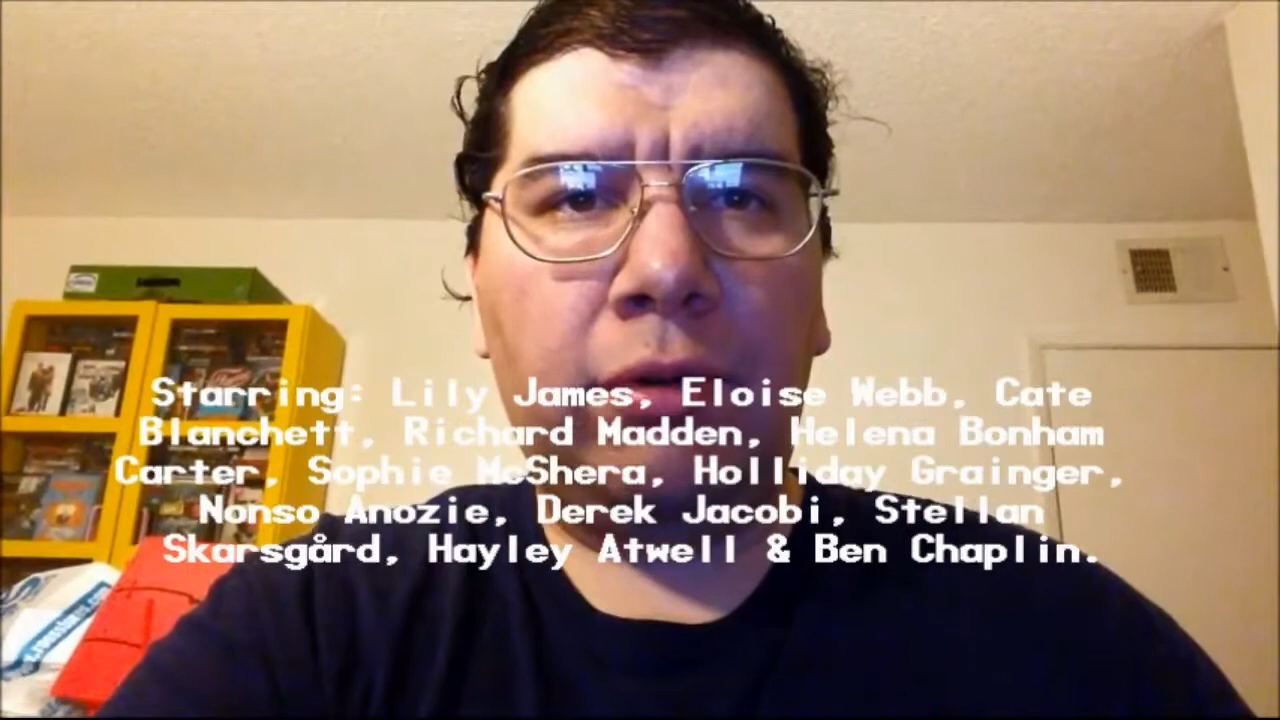 Starring: Lily James, Eloise Webb, Cate
Blanchett, Richard Madden, Helena Bonham
Carter, Sophie McShera, Holliday Grainger,
Nonso Anozie, Derek Jacobi, Stellan
Skarsgård, Hayley Atwell & Ben Chaplin.